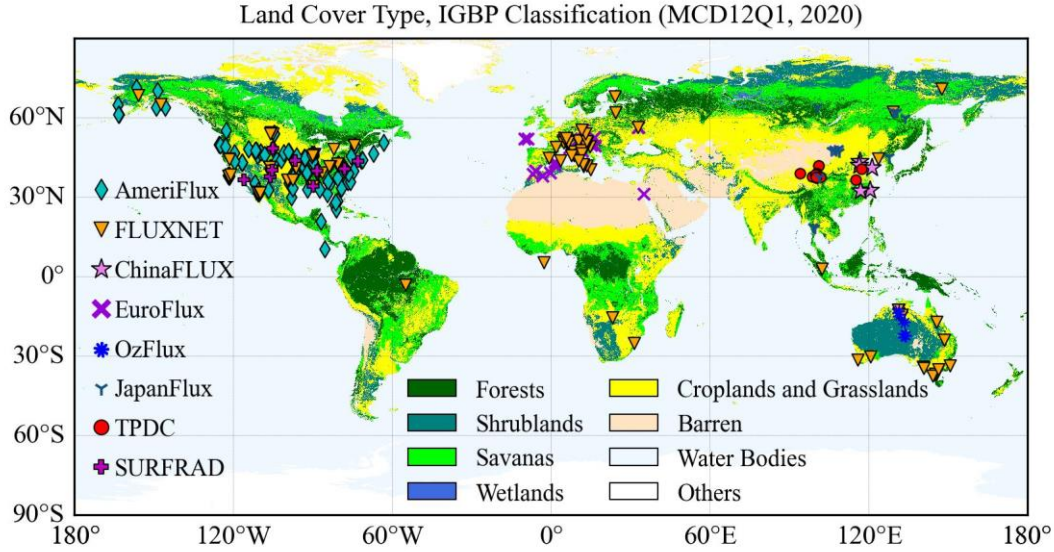 Land Cover Type, IGBP Classification (MCD12Q1, 2020)
60°N
30°N
0°
30°S
60°S
90°S
AmeriFlux
FLUXNET
ChinaFLUX
EuroFlux
OzFlux
JapanFlux
TPDC
SURFRAD
Forests
Shrublands
Savanas
Wetlands
Croplands and Grasslands
Barren
Water Bodies
Others
180°
120°W
60°W
0°
60°E
120°E
180°